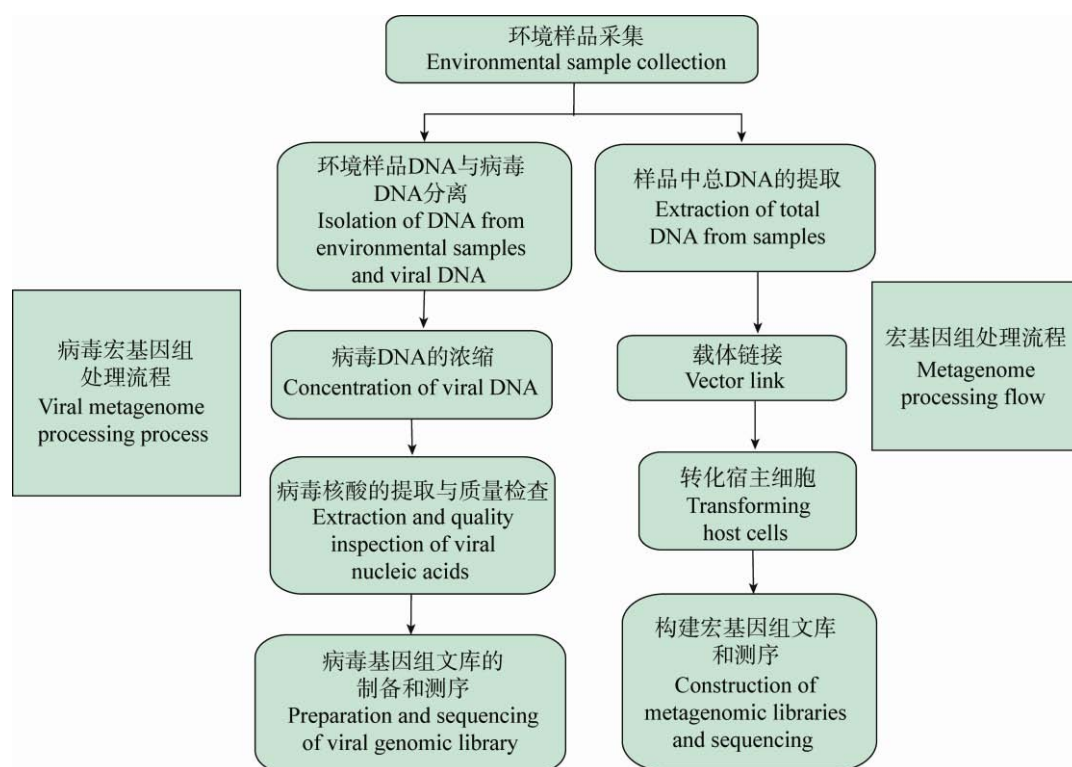 环境样品采集
Environmental sample collection
环境样品DNA与病毒
DNA分离
Isolation of DNA from
environmental samples
and viral DNA
样品中总DNA的提取
Extraction of total
DNA from samples
病毒宏基因组
处理流程
Viral metagenome
processing process
病毒DNA的浓缩
Concentration of viral DNA
载体链接
Vector link
宏基因组处理流程
Metagenome
processing flow
病毒核酸的提取与质量检查
Extraction and quality
inspection of viral
nucleic acids
转化宿主细胞
Transforming
host cells
病毒基因组文库的
制备和测序
Preparation and sequencing
of viral genomic library
构建宏基因组文库
和测序
Construction of
metagenomic libraries
and sequencing